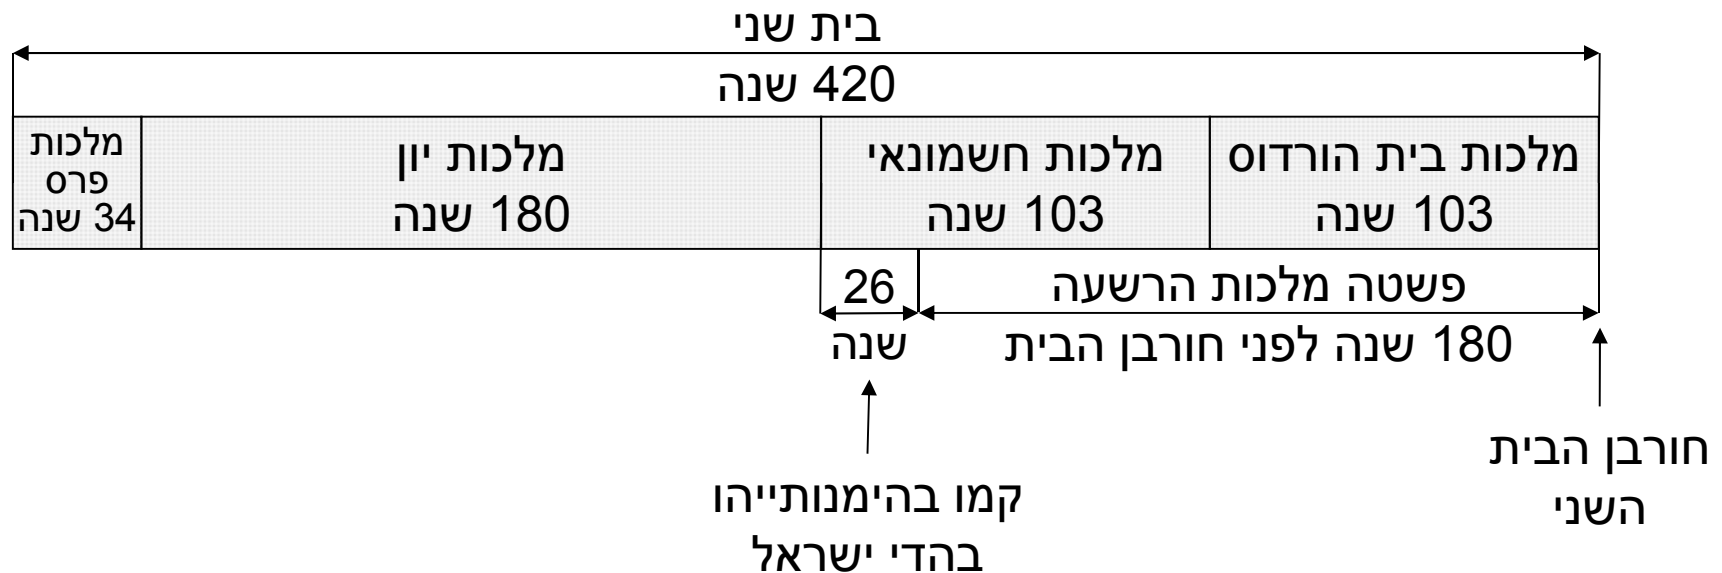 בית שני
420 שנה
מלכות
פרס
34 שנה
מלכות יון
180 שנה
מלכות חשמונאי
103 שנה
מלכות בית הורדוס
103 שנה
26
שנה
פשטה מלכות הרשעה
180 שנה לפני חורבן הבית
קמו בהימנותייהו
בהדי ישראל
חורבן הבית
השני